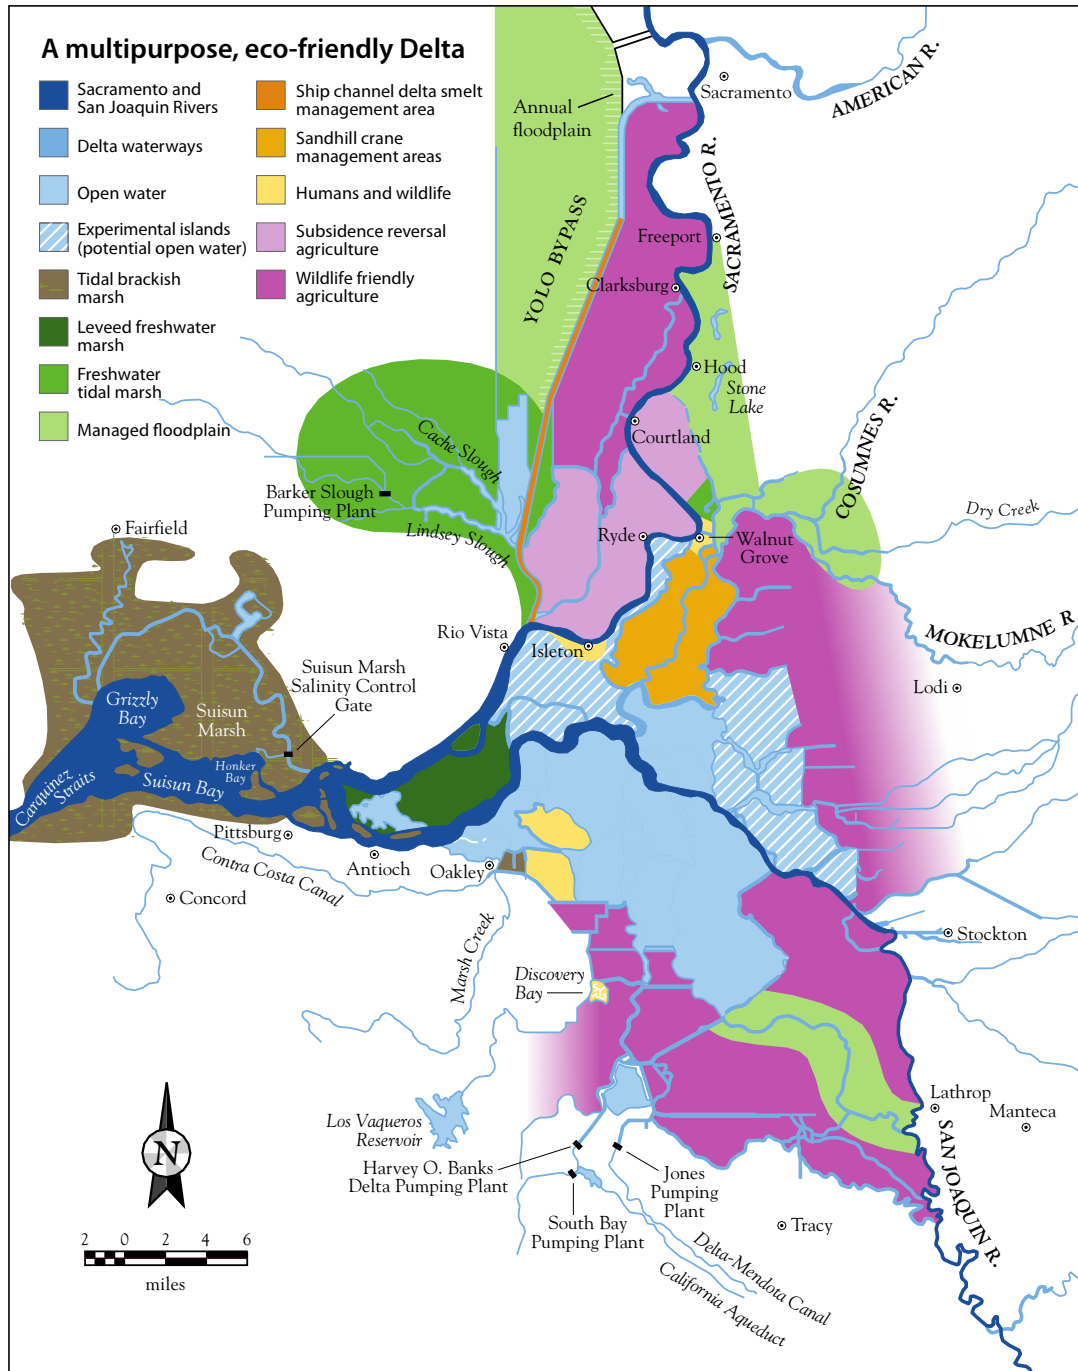 A multipurpose, eco-friendly Delta
Sacramento and
San Joaquin Rivers
Delta waterways
Open water
Experimental islands
(potential open water)
Tidal brackish
marsh
Leveed freshwater
marsh
Freshwater
tidal marsh
Managed floodplain
Ship channel delta smelt
management area
Sandhill crane
management areas
Humans and wildlife
Subsidence reversal
agriculture
Wildlife friendly
agriculture
Annual
floodplain
Sacramento
AMERICAN R.
SACRAMENTO R.
YOLO BYPASS
Freeport
Clarksburg
Hood
Stone
Lake
Courtland
COSUMNES R.
Cache Slough
Barker Slough
Pumping Plant
Lindsey Slough
Dry Creek
Fairfield
Ryde
Walnut
Grove
MOKELUMNE R
Rio Vista
Isleton
Lodi
Suisun Marsh
Salinity Control
Gate
Grizzly
Bay
Suisun
Marsh
Honker
Bay
Suisun Bay
Carquinez
Straits
Pittsburg
Antioch
Oakley
Contra Costa Canal
Concord
Marsh Creek
Stockton
Discovery
Bay
Los Vaqueros
Reservoir
Lathrop
Manteca
SAN JOAQUIN R.
Harvey O. Banks
Delta Pumping Plant
Jones
Pumping
Plant
South Bay
Pumping Plant
Tracy
Delta-Mendota Canal
California Aqueduct
N
2 0 2 4 6
miles